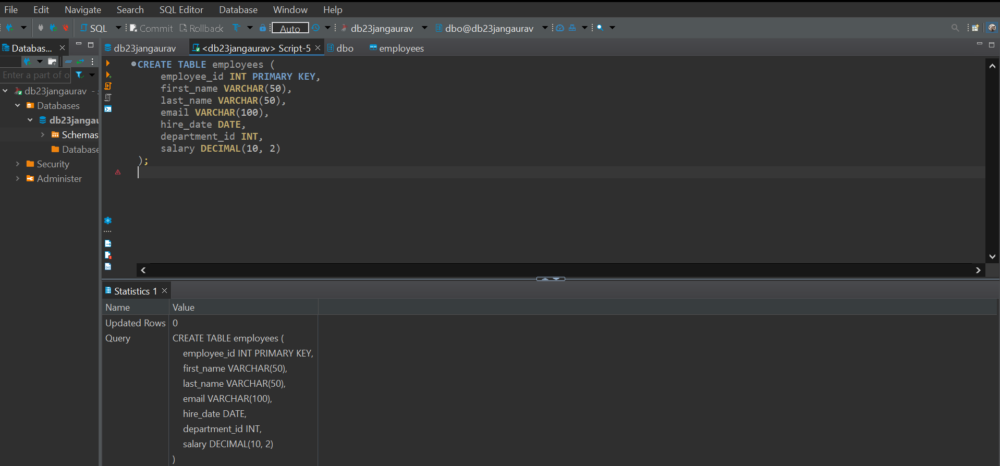 File Edit Navigate Search SQL Editor Database Window Help
SQL Commit Rollback Auto db23jangaurav dbo@db23jangaurav
Databas... db23jangaurav <db23jangaurav> Script-5 dbo employees
Enter a part of o
db23jangaurav - s
Databases
db23jangau
Schemas
Database
Security
Administer
CREATE TABLE employees (
employee_id INT PRIMARY KEY,
first_name VARCHAR(50),
last_name VARCHAR(50),
email VARCHAR(100),
hire_date DATE,
department_id INT,
salary DECIMAL(10, 2)
);
Statistics 1
Name Value
Updated Rows 0
Query CREATE TABLE employees (
employee_id INT PRIMARY KEY,
first_name VARCHAR(50),
last_name VARCHAR(50),
email VARCHAR(100),
hire_date DATE,
department_id INT,
salary DECIMAL(10, 2)
)